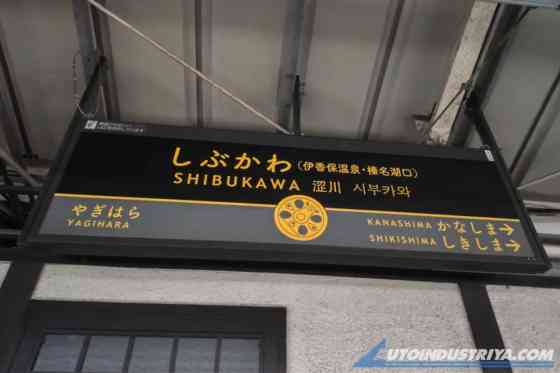 しぶかわ(伊香保温泉・榛名湖口)
SHIBUKAWA 涩川 시부카와
やぎはら
YAGIHARA
KANASHIMA かなしま→
SHIKISHIMA しきしま→
AUTOINDUSTRIYA.COM